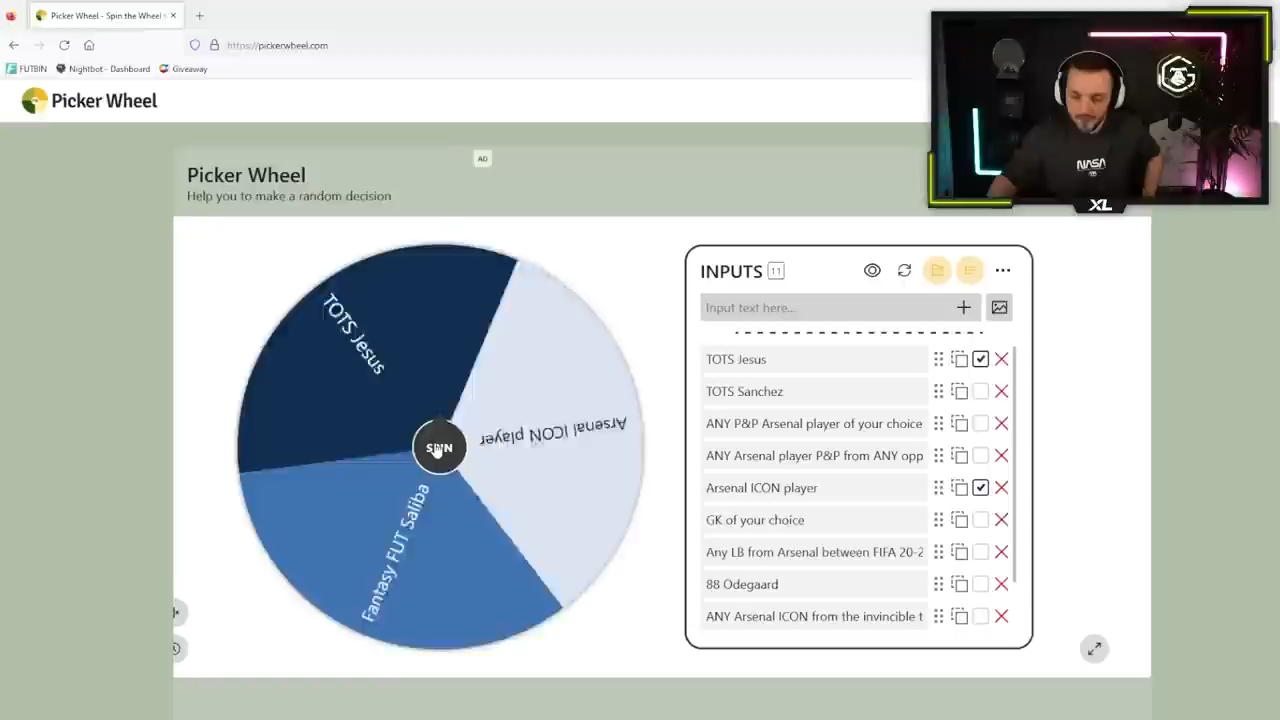 Picker Wheel - Spin the Wheel
https://pickerwheel.com
FUTBIN
Nightbot - Dashboard
Giveaway
Picker Wheel
AD
Picker Wheel
Help you to make a random decision
NASA
XL
TOTS Jesus
Arsenal ICON player
Fantasy FUT Saliba
SPIN
INPUTS 11
Input text here...
TOTS Jesus
TOTS Sanchez
ANY P&P Arsenal player of your choice
ANY Arsenal player P&P from ANY opp
Arsenal ICON player
GK of your choice
Any LB from Arsenal between FIFA 20-2
88 Odegaard
ANY Arsenal ICON from the invincible t